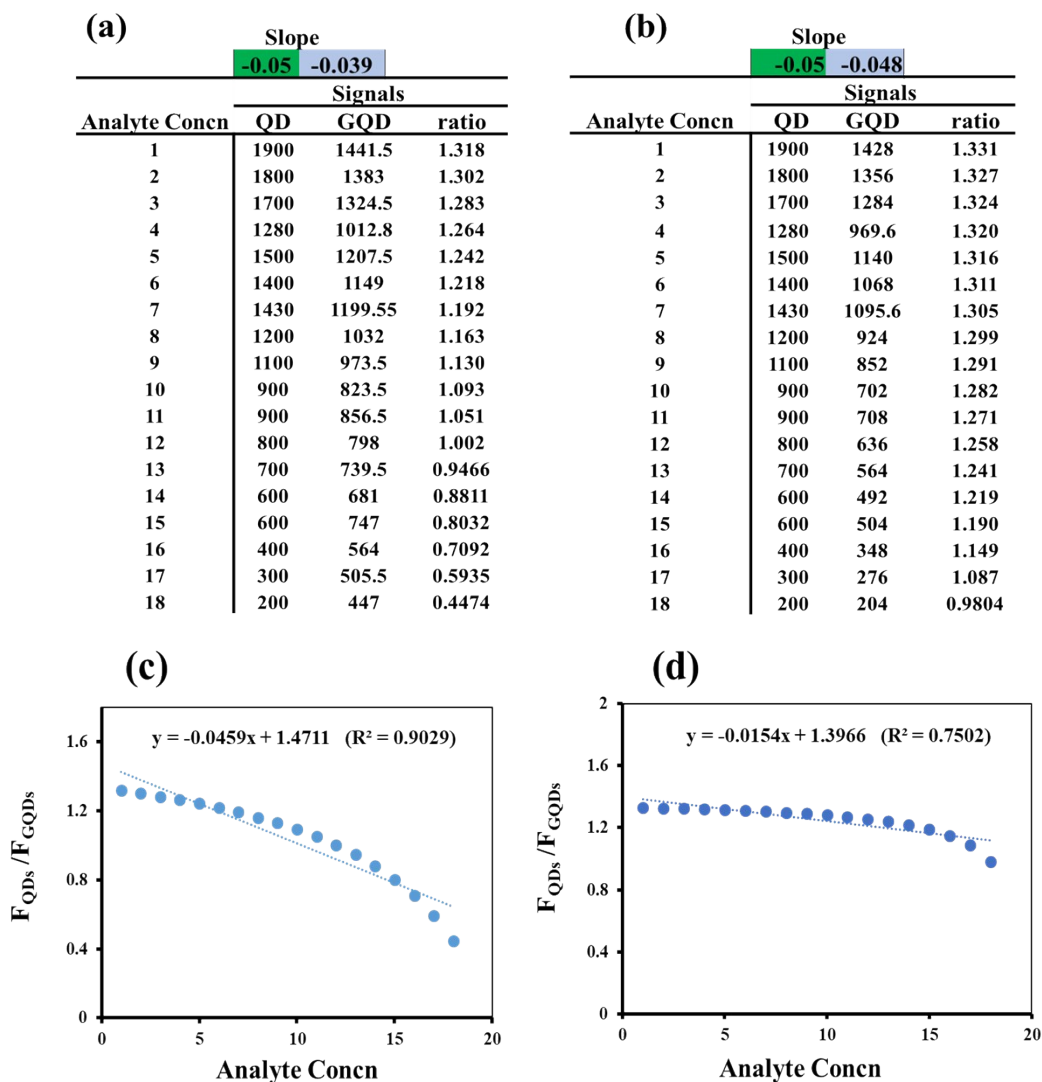 (a)
Slope
-0.05 -0.039
Signals
Analyte Concn QD GQD ratio
1 1900 1441.5 1.318
2 1800 1383 1.302
3 1700 1324.5 1.283
4 1280 1012.8 1.264
5 1500 1207.5 1.242
6 1400 1149 1.218
7 1430 1199.55 1.192
8 1200 1032 1.163
9 1100 973.5 1.130
10 900 823.5 1.093
11 900 856.5 1.051
12 800 798 1.002
13 700 739.5 0.9466
14 600 681 0.8811
15 600 747 0.8032
16 400 564 0.7092
17 300 505.5 0.5935
18 200 447 0.4474
(b)
Slope
-0.05 -0.048
Signals
Analyte Concn QD GQD ratio
1 1900 1428 1.331
2 1800 1356 1.327
3 1700 1284 1.324
4 1280 969.6 1.320
5 1500 1140 1.316
6 1400 1068 1.311
7 1430 1095.6 1.305
8 1200 924 1.299
9 1100 852 1.291
10 900 702 1.282
11 900 708 1.271
12 800 636 1.258
13 700 564 1.241
14 600 492 1.219
15 600 504 1.190
16 400 348 1.149
17 300 276 1.087
18 200 204 0.9804
(c)
y = -0.0459x + 1.4711 (R² = 0.9029)
1.6
1.2
0.8
0.4
0
F_QDs /F_GQDs
0 5 10 15 20
Analyte Concn
(d)
y = -0.0154x + 1.3966 (R² = 0.7502)
2
1.6
1.2
0.8
0.4
0
F_QDs /F_GQDs
0 5 10 15 20
Analyte Concn